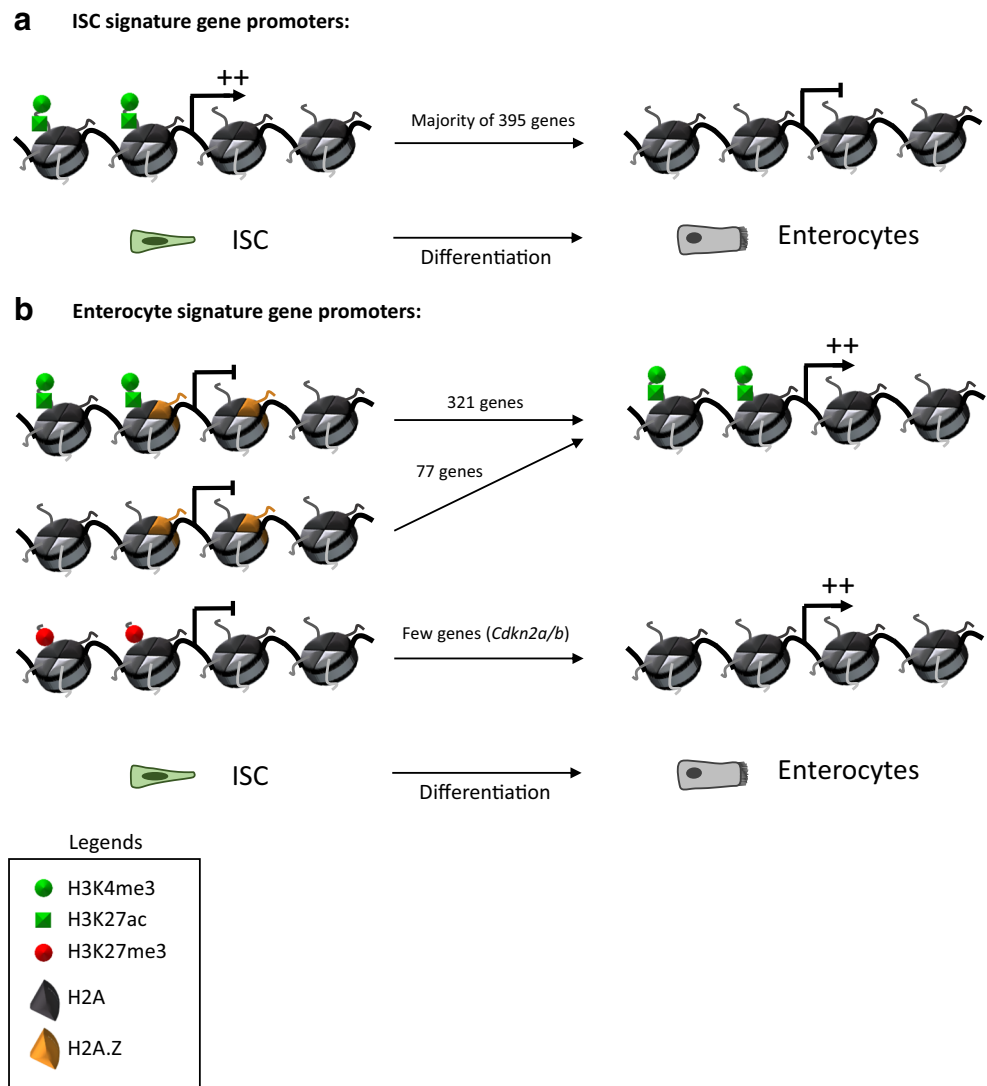 a ISC signature gene promoters:
++
Majority of 395 genes
ISC
Differentiation
Enterocytes
b Enterocyte signature gene promoters:
++
321 genes
77 genes
++
Few genes (Cdkn2a/b)
ISC
Differentiation
Enterocytes
Legends
H3K4me3
H3K27ac
H3K27me3
H2A
H2A.Z